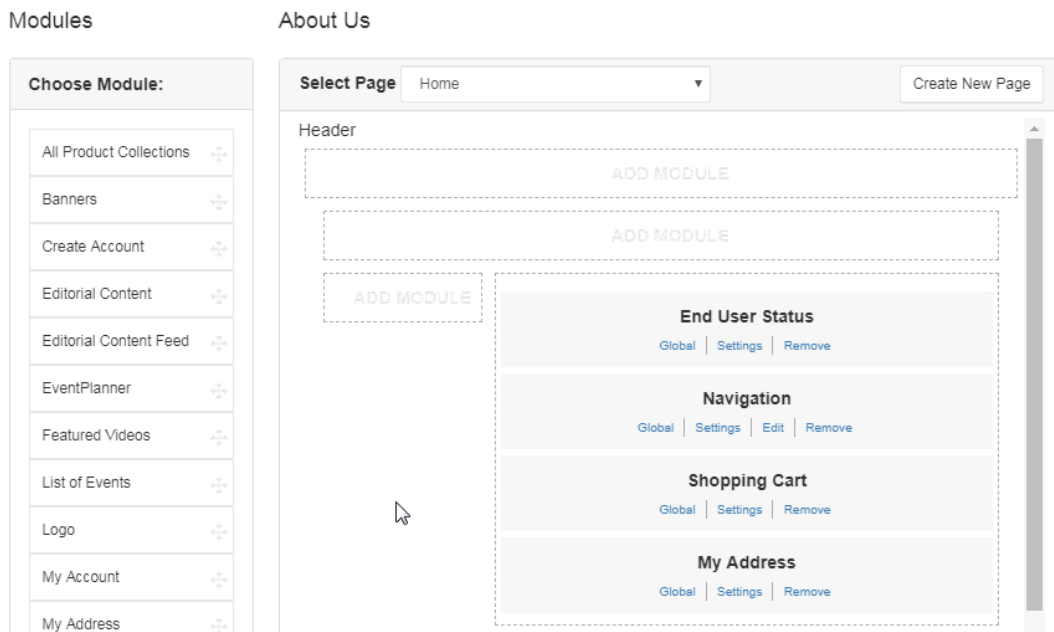 Modules
About Us
Choose Module:
All Product Collections
Banners
Create Account
Editorial Content
Editorial Content Feed
EventPlanner
Featured Videos
List of Events
Logo
My Account
My Address
Select Page Home Create New Page
Header
ADD MODULE
ADD MODULE
ADD MODULE
End User Status
Global Settings Remove
Navigation
Global Settings Edit Remove
Shopping Cart
Global Settings Remove
My Address
Global Settings Remove